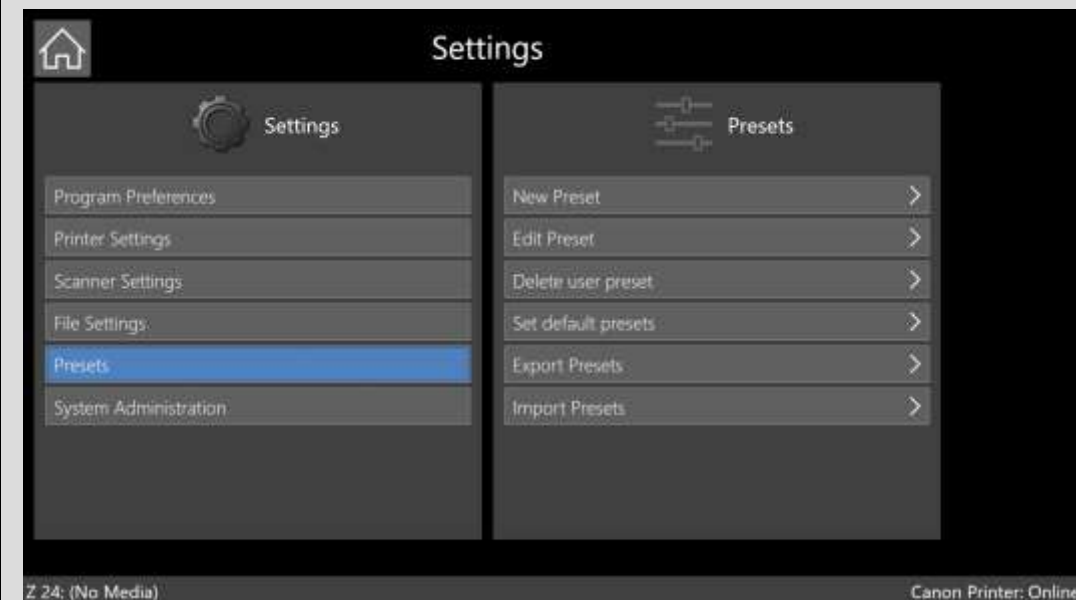 Settings
Settings
Program Preferences
Printer Settings
Scanner Settings
File Settings
Presets
System Administration
Presets
New Preset
Edit Preset
Delete user preset
Set default presets
Export Presets
Import Presets
Z 24: (No Media)
Canon Printer: Online